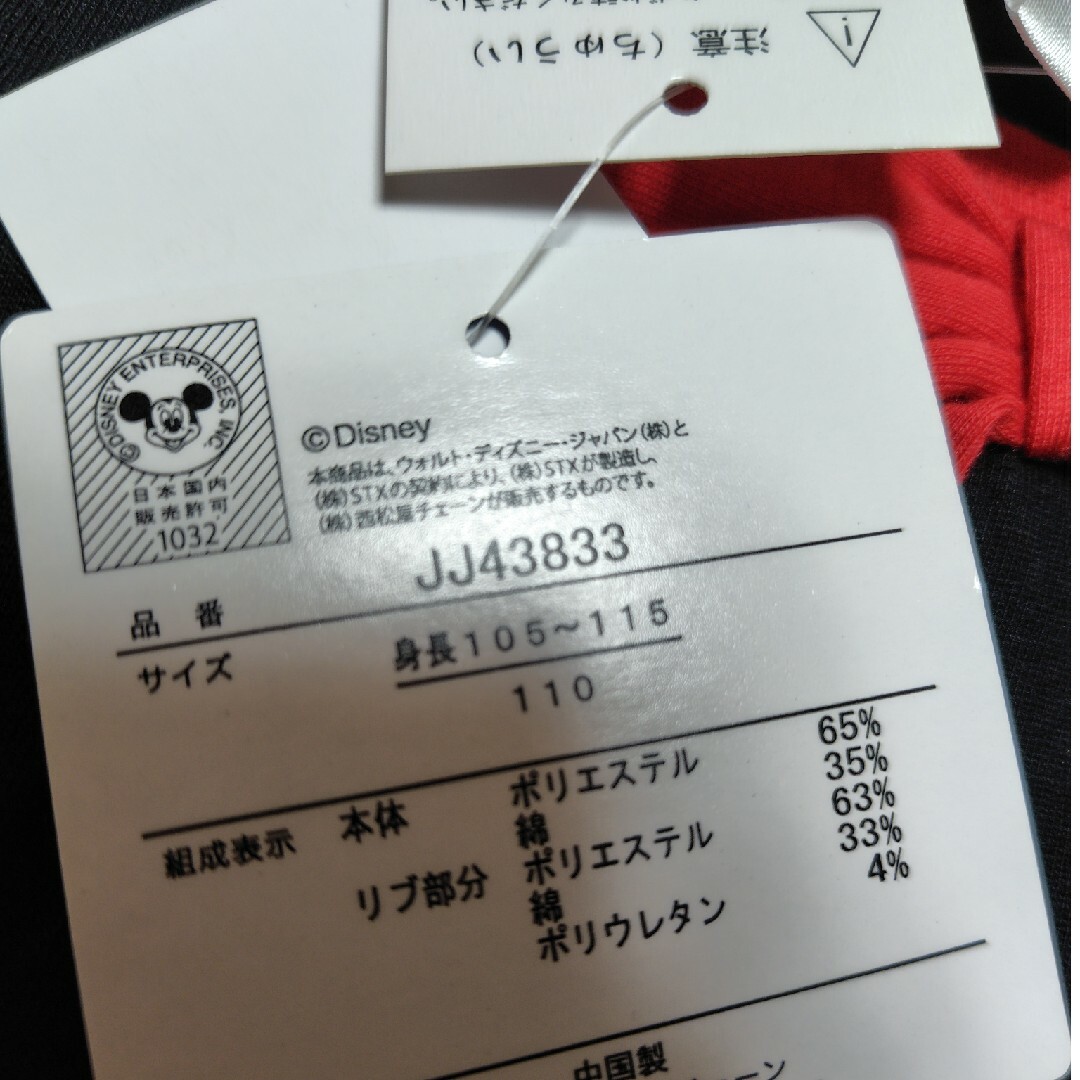 注意（ちゅうい）
©DISNEY ENTERPRISES, INC.
日本国内
販売許可
1032
©Disney
本商品は、ウォルト・ディズニー・ジャパン(株)と
(株)STXの契約により、(株)STXが製造し、
(株)西松屋チェーンが販売するものです。
品 番 JJ43833
サイズ 身長105～115
110
組成表示 本体 ポリエステル 65%
綿 35%
リブ部分 ポリエステル 63%
綿 33%
ポリウレタン 4%
中国製